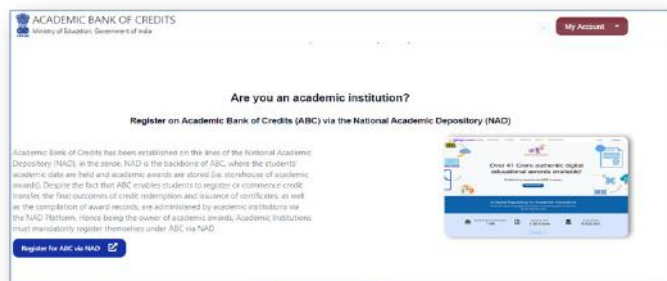 ACADEMIC BANK OF CREDITS
Ministry of Education, Government of India
My Account
Are you an academic institution?
Register on Academic Bank of Credits (ABC) via the National Academic Depository (NAD)
Academic Bank of Credits has been established on the lines of the National Academic
Depository (NAD), in the sense, NAD is the backbone of ABC, where the students'
academic data are held and academic awards are stored (i.e. storehouse of academic
awards). Despite the fact that ABC enables students to register or commence credit
transfer, the final outcomes of credit redemption and issuance of certificates, as well
as the compilation of award records, are administered by academic institutions via
the NAD Platform. Hence being the owner of academic awards, Academic Institutions
must mandatorily register themselves under ABC via NAD
Register for ABC via NAD
Over 41 Crore authentic digital
educational awards available!